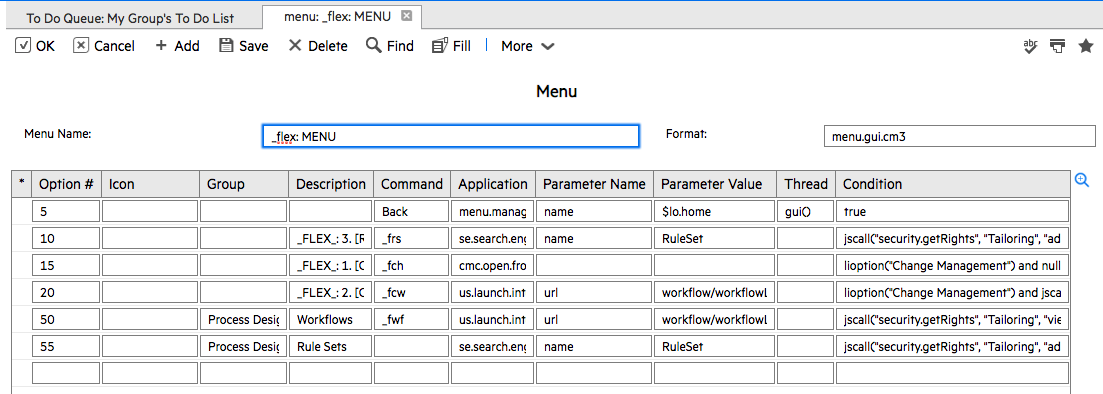 To Do Queue: My Group's To Do List menu: _flex: MENU
OK Cancel Add Save Delete Find Fill More abc
Menu
Menu Name: _flex: MENU Format: menu.gui.cm3
* Option # Icon Group Description Command Application Parameter Name Parameter Value Thread Condition
5 Back menu.manag name $lo.home gui() true
10 _FLEX_: 3. [R _frs se.search.eng name RuleSet jscall("security.getRights", "Tailoring", "ad
15 _FLEX_: 1. [C _fch cmc.open.fro lioption("Change Management") and null
20 _FLEX_: 2. [C _fcw us.launch.int url workflow/workflowl lioption("Change Management") and jsca
50 Process Desig Workflows _fwf us.launch.int url workflow/workflowl jscall("security.getRights", "Tailoring", "vie
55 Process Desig Rule Sets se.search.eng name RuleSet jscall("security.getRights", "Tailoring", "ad